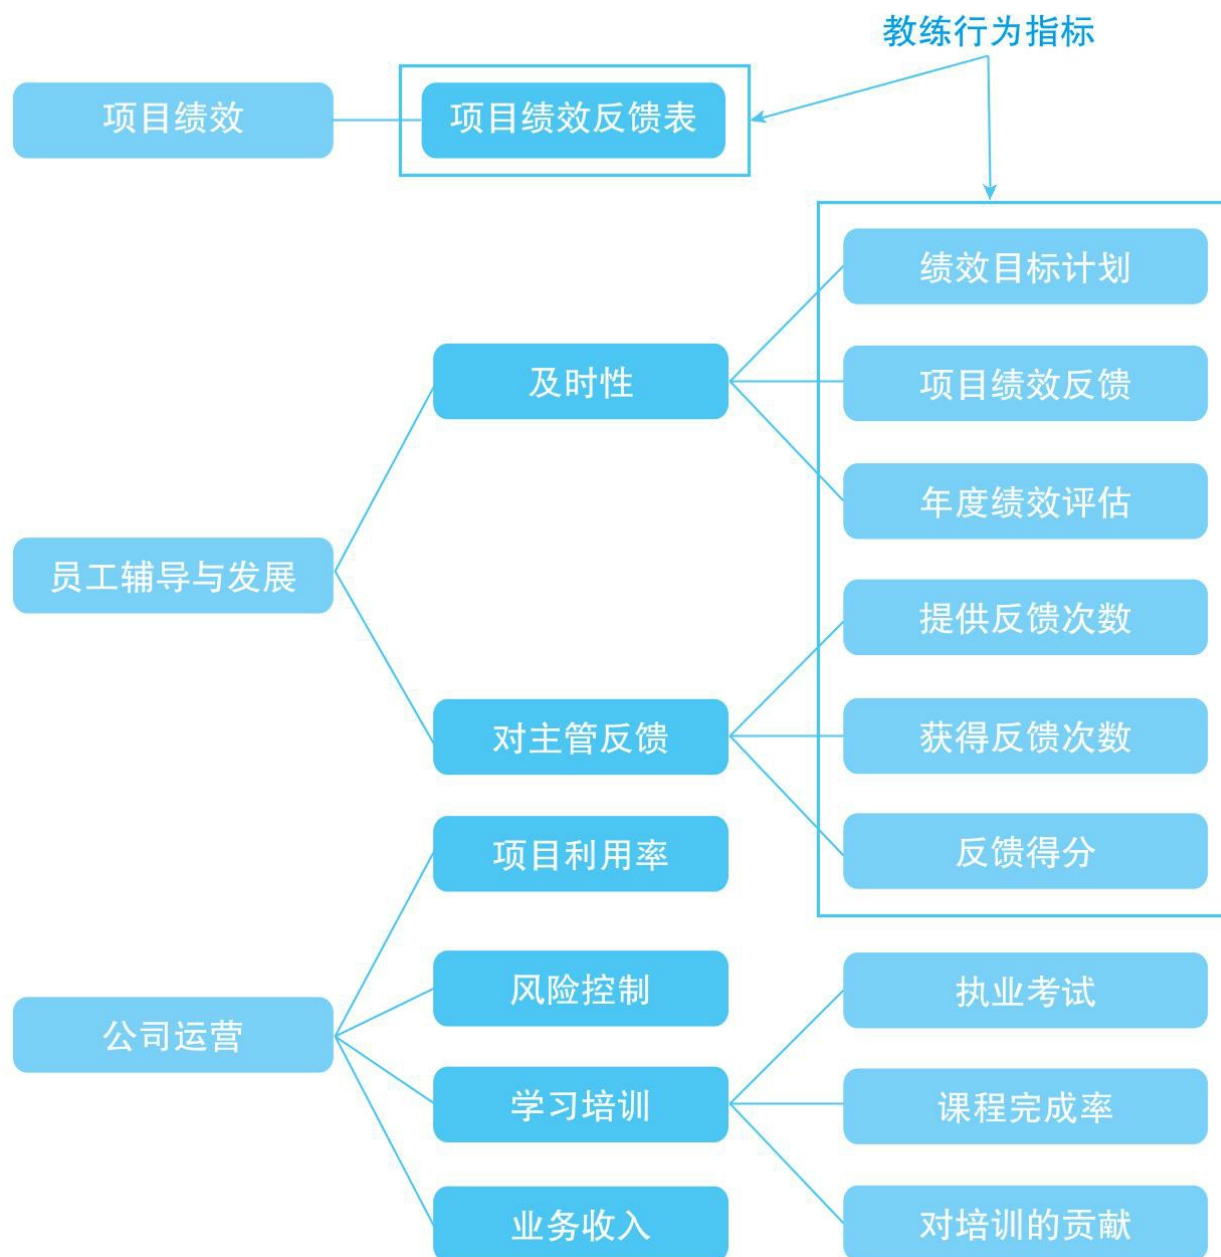 教练行为指标
项目绩效
项目绩效反馈表
绩效目标计划
及时性
项目绩效反馈
年度绩效评估
员工辅导与发展
提供反馈次数
对主管反馈
获得反馈次数
项目利用率
反馈得分
风险控制
执业考试
公司运营
学习培训
课程完成率
业务收入
对培训的贡献